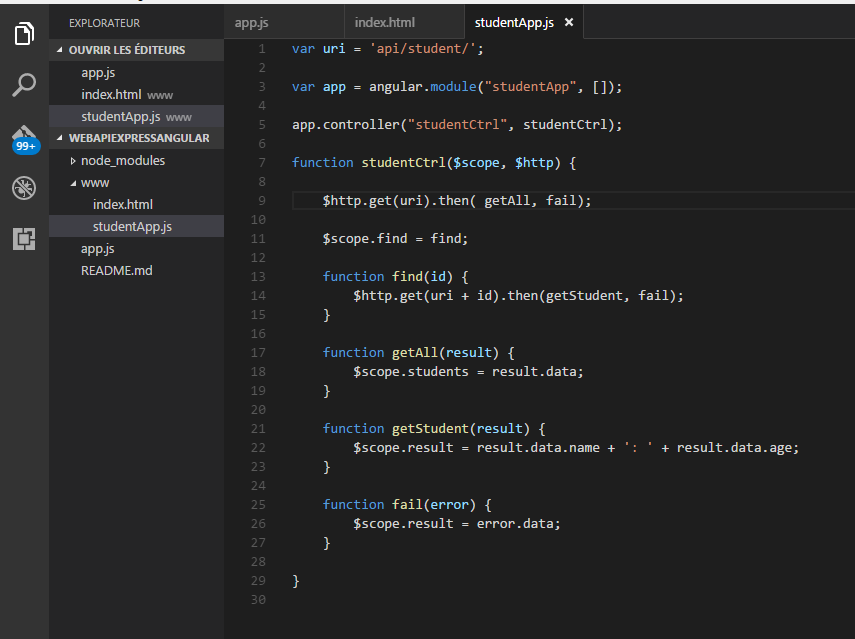 EXPLORATEUR
OUVRIR LES ÉDITEURS
app.js
index.html www
studentApp.js www
WEBAPIEXPRESSANGULAR
node_modules
www
index.html
studentApp.js
app.js
README.md
99+
app.js index.html studentApp.js ×
1 var uri = 'api/student/';
2
3 var app = angular.module("studentApp", []);
4
5 app.controller("studentCtrl", studentCtrl);
6
7 function studentCtrl($scope, $http) {
8
9 $http.get(uri).then( getAll, fail);
10
11 $scope.find = find;
12
13 function find(id) {
14 $http.get(uri + id).then(getStudent, fail);
15 }
16
17 function getAll(result) {
18 $scope.students = result.data;
19 }
20
21 function getStudent(result) {
22 $scope.result = result.data.name + ': ' + result.data.age;
23 }
24
25 function fail(error) {
26 $scope.result = error.data;
27 }
28
29 }
30